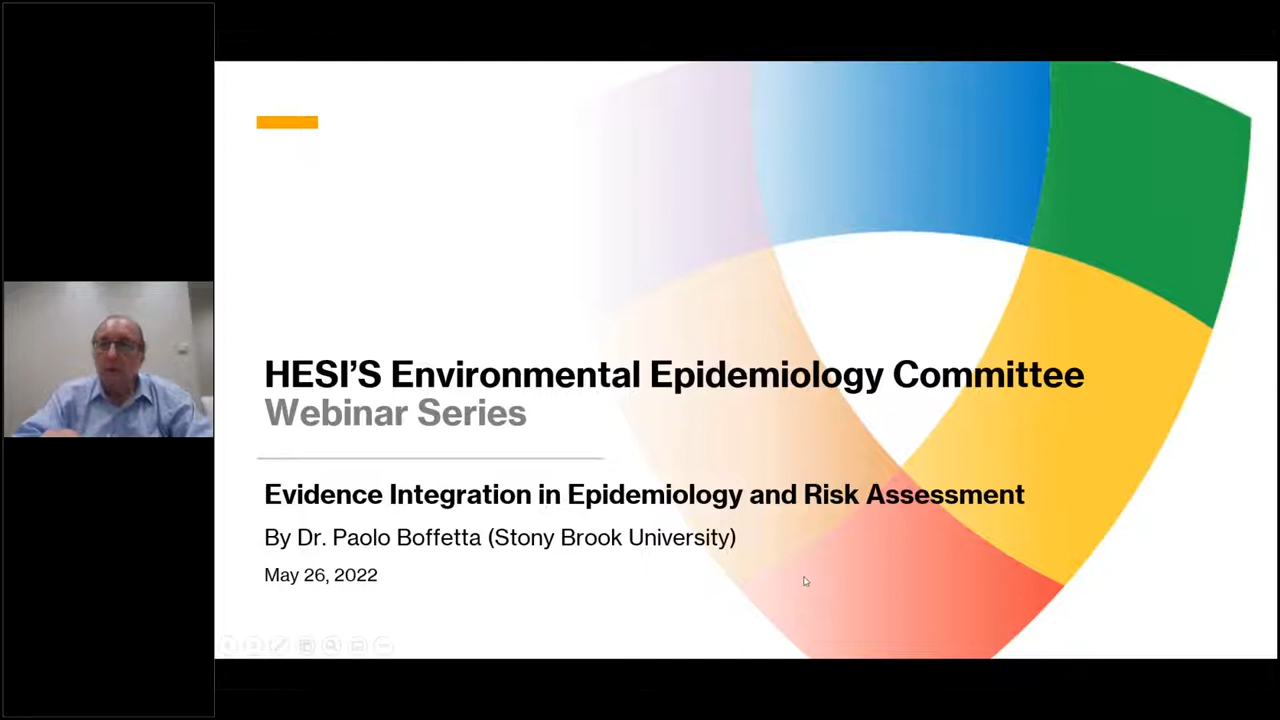 HESI'S Environmental Epidemiology Committee
Webinar Series
Evidence Integration in Epidemiology and Risk Assessment
By Dr. Paolo Boffetta (Stony Brook University)
May 26, 2022